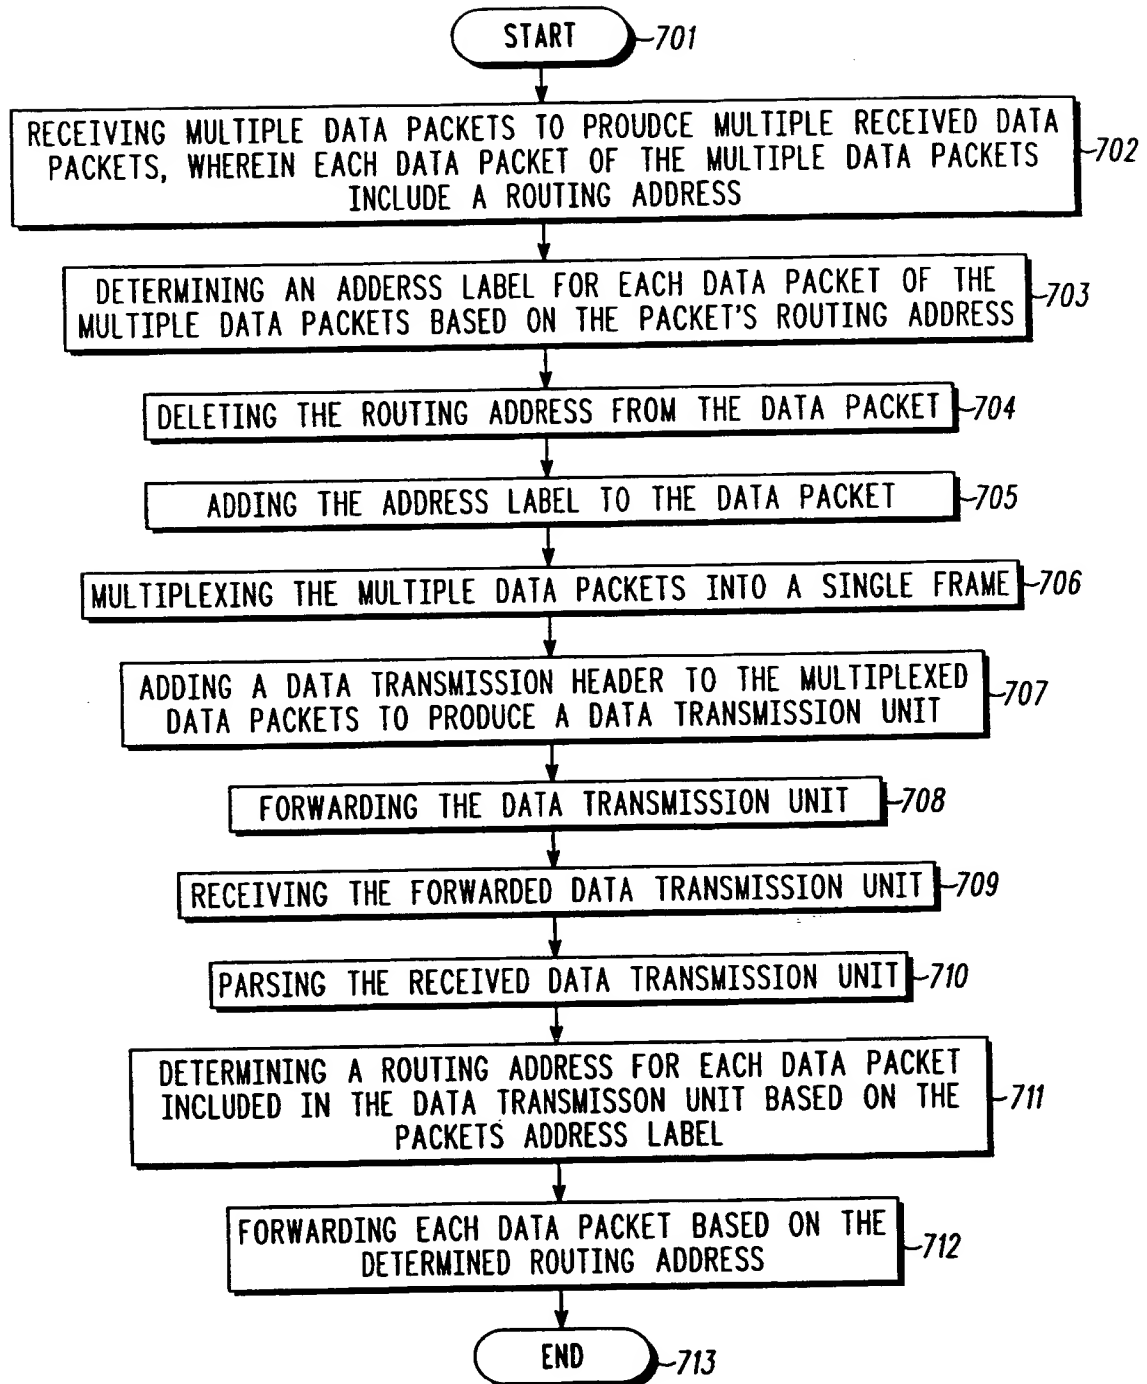 START 701
RECEIVING MULTIPLE DATA PACKETS TO PROUDCE MULTIPLE RECEIVED DATA
PACKETS, WHEREIN EACH DATA PACKET OF THE MULTIPLE DATA PACKETS 702
INCLUDE A ROUTING ADDRESS
DETERMINING AN ADDERSS LABEL FOR EACH DATA PACKET OF THE 703
MULTIPLE DATA PACKETS BASED ON THE PACKET'S ROUTING ADDRESS
DELETING THE ROUTING ADDRESS FROM THE DATA PACKET 704
ADDING THE ADDRESS LABEL TO THE DATA PACKET 705
MULTIPLEXING THE MULTIPLE DATA PACKETS INTO A SINGLE FRAME 706
ADDING A DATA TRANSMISSION HEADER TO THE MULTIPLEXED 707
DATA PACKETS TO PRODUCE A DATA TRANSMISSION UNIT
FORWARDING THE DATA TRANSMISSION UNIT 708
RECEIVING THE FORWARDED DATA TRANSMISSION UNIT 709
PARSING THE RECEIVED DATA TRANSMISSION UNIT 710
DETERMINING A ROUTING ADDRESS FOR EACH DATA PACKET
INCLUDED IN THE DATA TRANSMISSON UNIT BASED ON THE 711
PACKETS ADDRESS LABEL
FORWARDING EACH DATA PACKET BASED ON THE 712
DETERMINED ROUTING ADDRESS
END 713